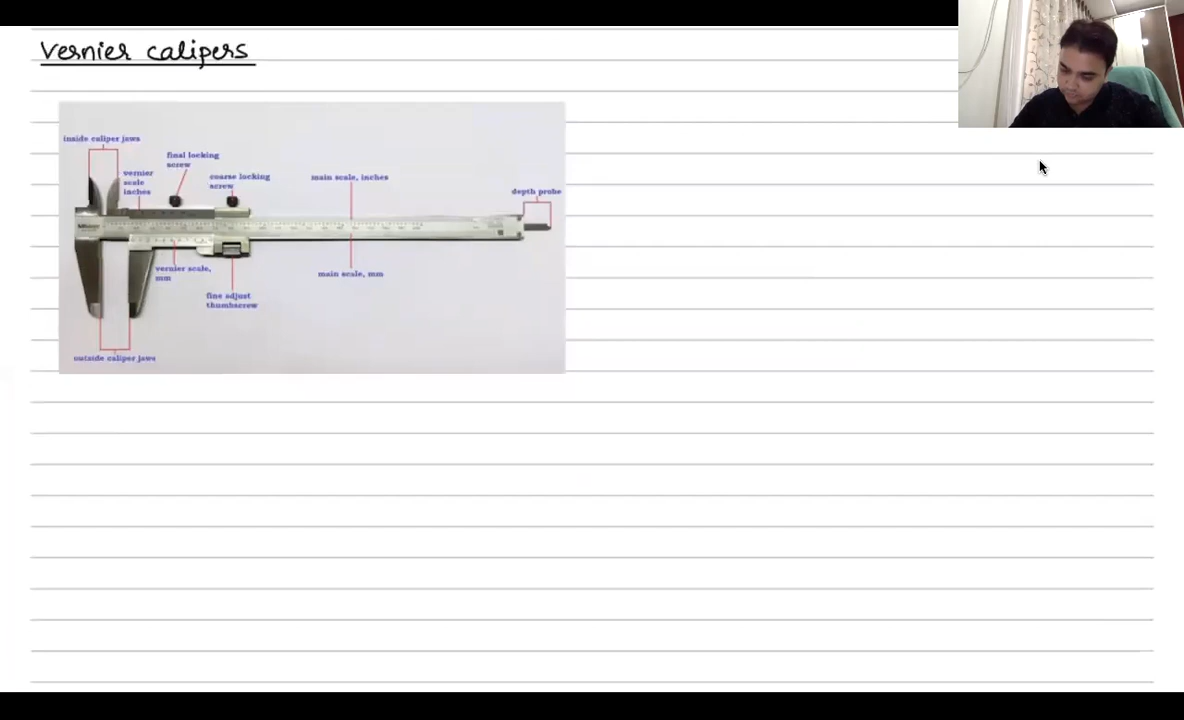 Vernier calipers
inside caliper jaws
final locking
screw
vernier
scale
inches
coarse locking
screw
main scale, inches
depth probe
vernier scale,
mm
main scale, mm
fine adjust
thumbscrew
outside caliper jaws